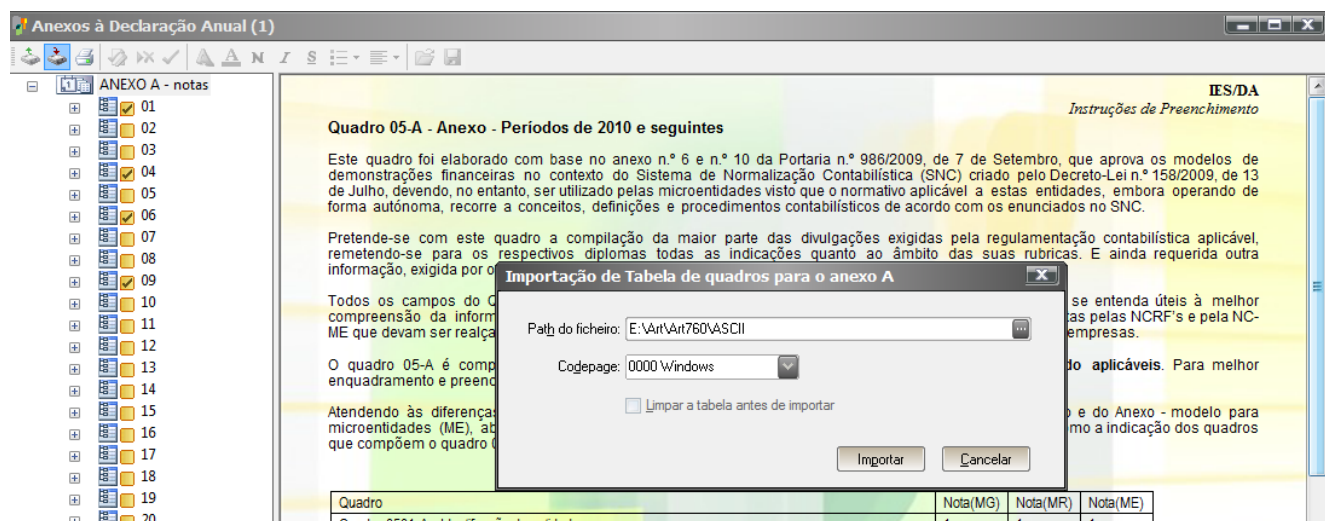 Anexos à Declaração Anual (1)
N I S
ANEXO A - notas
01
02
03
04
05
06
07
08
09
10
11
12
13
14
15
16
17
18
19
20
IES/DA
Instruções de Preenchimento
Quadro 05-A - Anexo - Períodos de 2010 e seguintes
Este quadro foi elaborado com base no anexo n.º 6 e n.º 10 da Portaria n.º 986/2009, de 7 de Setembro, que aprova os modelos de
demonstrações financeiras no contexto do Sistema de Normalização Contabilística (SNC) criado pelo Decreto-Lei n.º 158/2009, de 13
de Julho, devendo, no entanto, ser utilizado pelas microentidades visto que o normativo aplicável a estas entidades, embora operando de
forma autónoma, recorre a conceitos, definições e procedimentos contabilísticos de acordo com os enunciados no SNC.
Pretende-se com este quadro a compilação da maior parte das divulgações exigidas pela regulamentação contabilística aplicável,
remetendo-se para os respectivos diplomas todas as indicações quanto ao âmbito das suas rubricas. E ainda requerida outra
informação, exigida por o
Todos os campos do Q se entenda úteis à melhor
compreensão da inform as pelas NCRF's e pela NC-
ME que devam ser realça empresas.
O quadro 05-A é comp do aplicáveis. Para melhor
enquadramento e preenc
Atendendo às diferenças o e do Anexo - modelo para
microentidades (ME), ab omo a indicação dos quadros
que compõem o quadro 0
Importação de Tabela de quadros para o anexo A
Path do ficheiro: E:\Art\Art760\ASCII
Codepage: 0000 Windows
Limpar a tabela antes de importar
Importar Cancelar
Quadro Nota(MG) Nota(MR) Nota(ME)